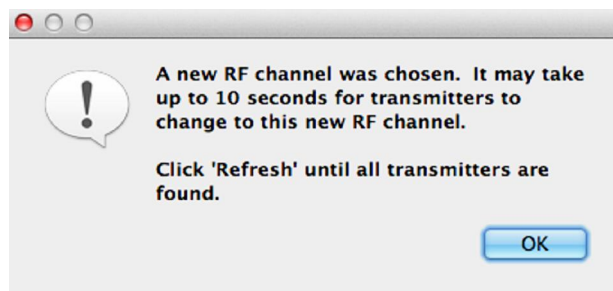 A new RF channel was chosen.  It may take
up to 10 seconds for transmitters to
change to this new RF channel.
Click 'Refresh' until all transmitters are
found.
OK